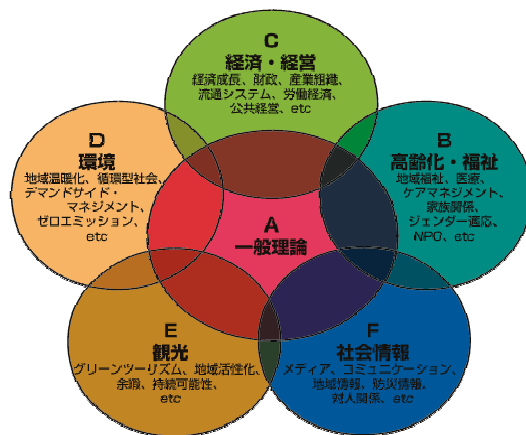 C
経済・経営
経済成長、財政、産業組織、
流通システム、労働経済、
公共経営、etc
D
環境
地域温暖化、循環型社会、
デマンドサイド・
マネジメント、
ゼロエミッション、
etc
B
高齢化・福祉
地域福祉、医療、
ケアマネジメント、
家族関係、
ジェンダー適応、
NPO、etc
A
一般理論
E
観光
グリーンツーリズム、地域活性化、
余暇、持続可能性、
etc
F
社会情報
メディア、コミュニケーション、
地域情報、防災情報、
対人関係、etc